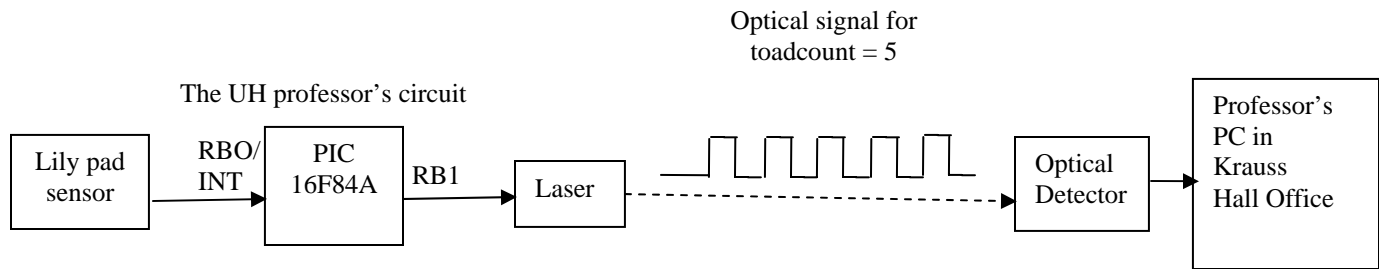 Optical signal for
toadcount = 5
The UH professor's circuit
Lily pad
sensor
RBO/
INT
PIC
16F84A
RB1
Laser
Optical
Detector
Professor's
PC in
Krauss
Hall Office